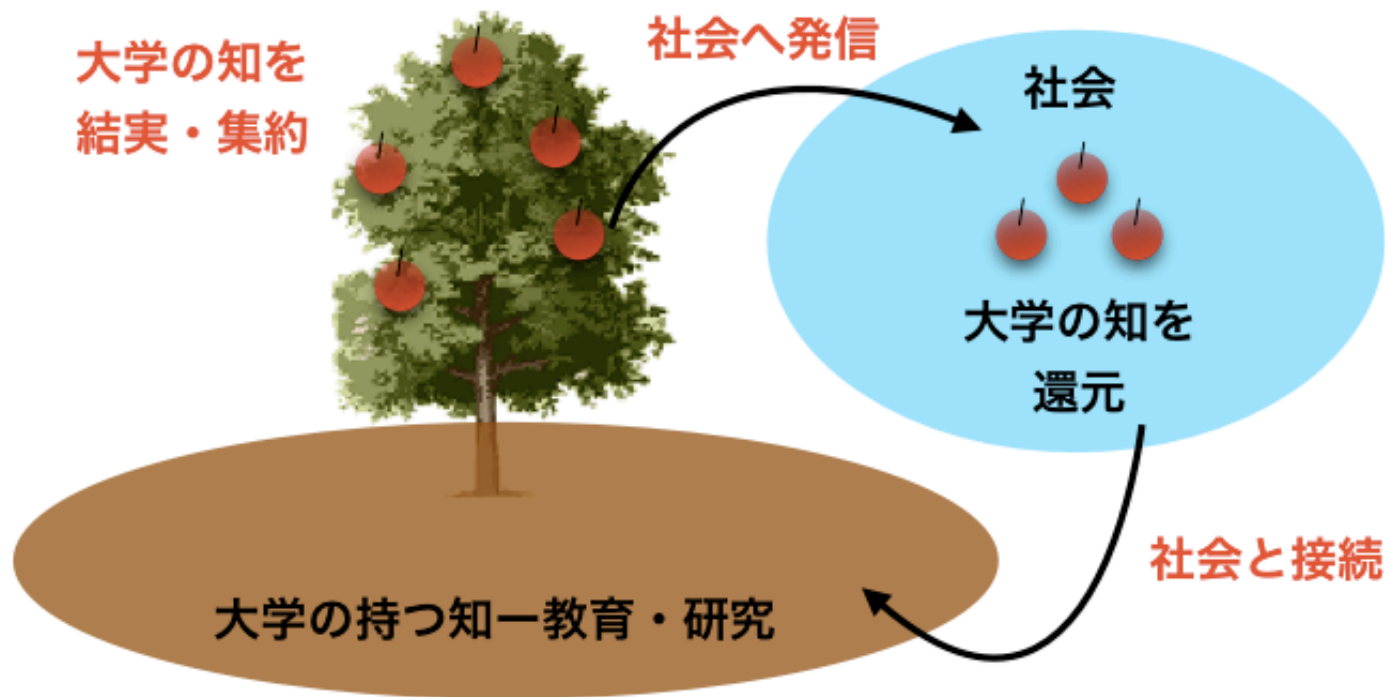 大学の知を
結実・集約
社会へ発信
社会
大学の知を
還元
社会と接続
大学の持つ知ー教育・研究